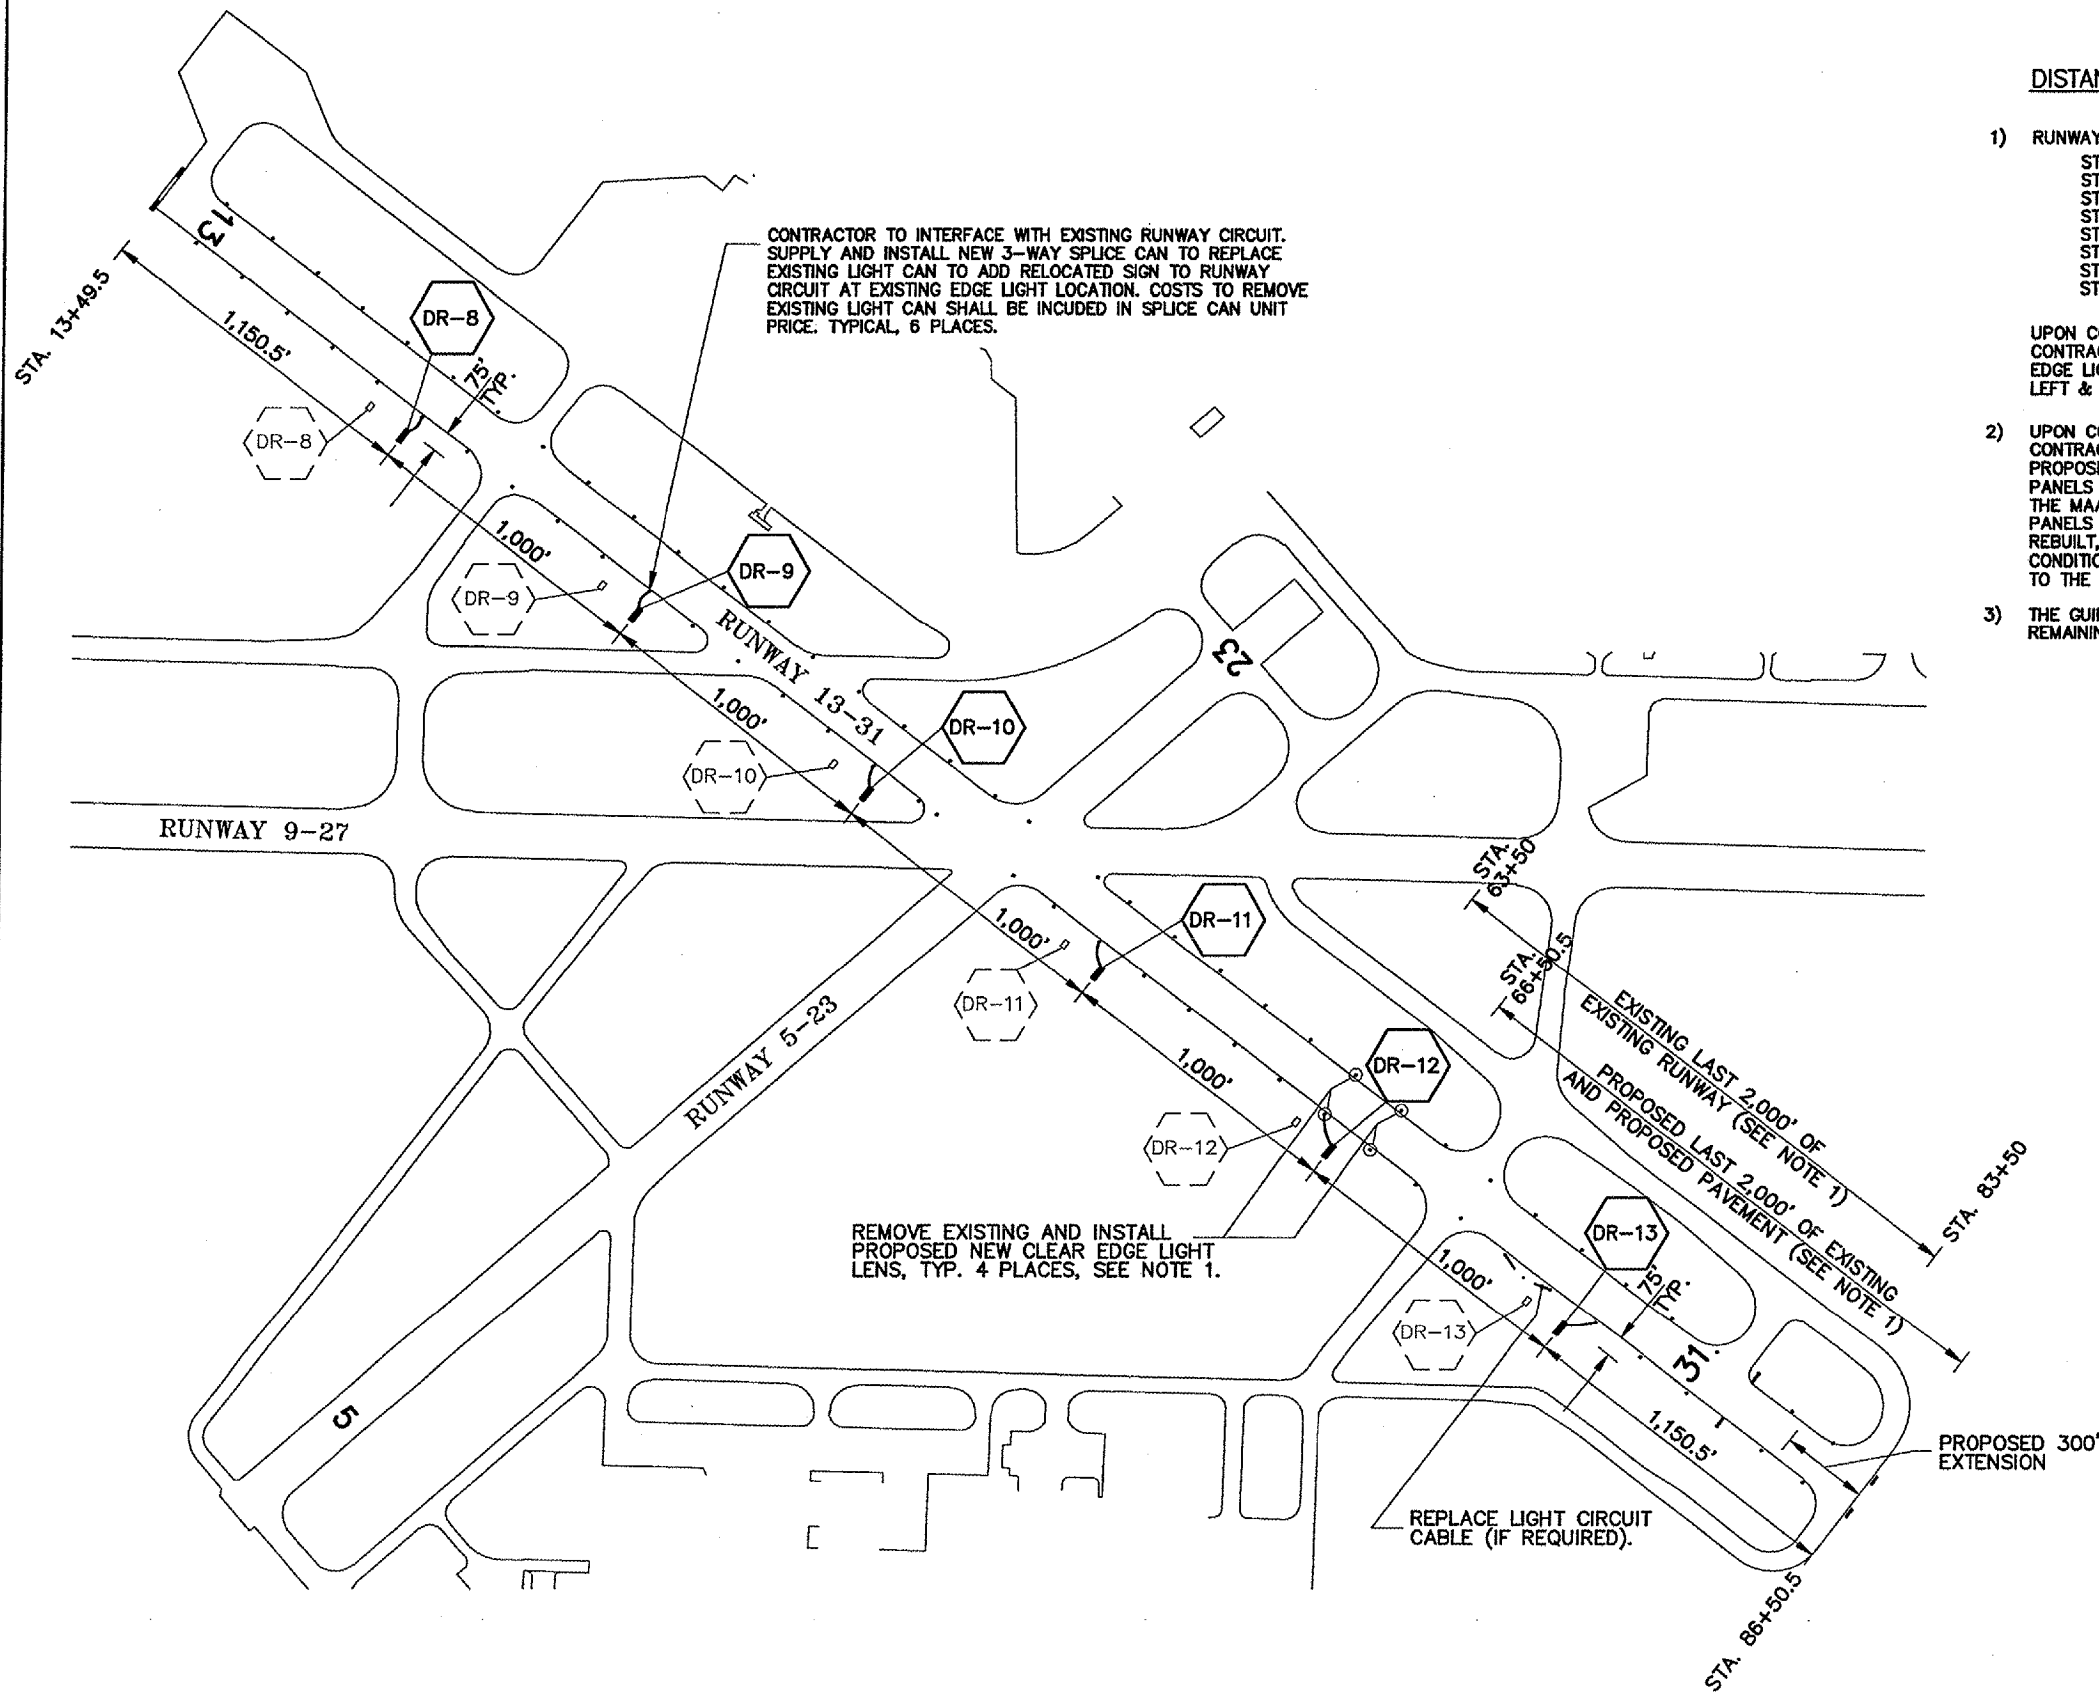 DISTAN
1) RUNWAY
ST
ST
ST
ST
ST
ST
ST
ST
UPON CO
CONTRAC
EDGE LIG
LEFT &
2) UPON CO
CONTRAC
PROPOSE
PANELS
THE MAA
PANELS
REBUILT,
CONDITIO
TO THE
3) THE GUI
REMAININ
CONTRACTOR TO INTERFACE WITH EXISTING RUNWAY CIRCUIT.
SUPPLY AND INSTALL NEW 3-WAY SPLICE CAN TO REPLACE
EXISTING LIGHT CAN TO ADD RELOCATED SIGN TO RUNWAY
CIRCUIT AT EXISTING EDGE LIGHT LOCATION. COSTS TO REMOVE
EXISTING LIGHT CAN SHALL BE INCUDED IN SPLICE CAN UNIT
PRICE. TYPICAL, 6 PLACES.
13
STA. 13+49.5
1,150.5'
DR-8
75'
TYP.
DR-8
1,000'
DR-9
DR-9
RUNWAY 13-31
23
1,000'
DR-10
DR-10
RUNWAY 9-27
STA.
63+50
1,000'
DR-11
DR-11
STA.
66+50.5
RUNWAY 5-23
EXISTING LAST 2,000' OF
EXISTING RUNWAY (SEE NOTE 1)
PROPOSED LAST 2,000' OF EXISTING
AND PROPOSED PAVEMENT (SEE NOTE 1)
STA. 83+50
1,000'
DR-12
DR-12
REMOVE EXISTING AND INSTALL
PROPOSED NEW CLEAR EDGE LIGHT
LENS, TYP. 4 PLACES, SEE NOTE 1.
1,000'
DR-13
DR-13
75'
TYP.
31
5
1,150.5'
PROPOSED 300'
EXTENSION
REPLACE LIGHT CIRCUIT
CABLE (IF REQUIRED).
STA. 86+50.5